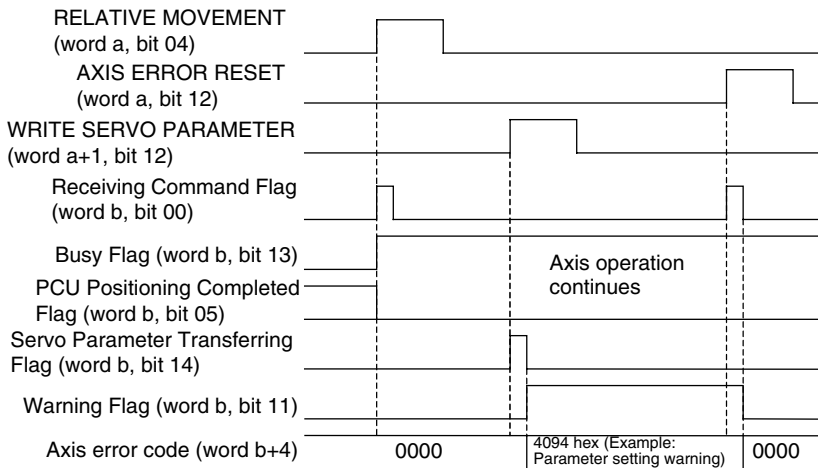 RELATIVE MOVEMENT
(word a, bit 04)
AXIS ERROR RESET
(word a, bit 12)
WRITE SERVO PARAMETER
(word a+1, bit 12)
Receiving Command Flag
(word b, bit 00)
Busy Flag (word b, bit 13)
Axis operation
continues
PCU Positioning Completed
Flag (word b, bit 05)
Servo Parameter Transferring
Flag (word b, bit 14)
Warning Flag (word b, bit 11)
Axis error code (word b+4)
0000
4094 hex (Example:
Parameter setting warning)
0000